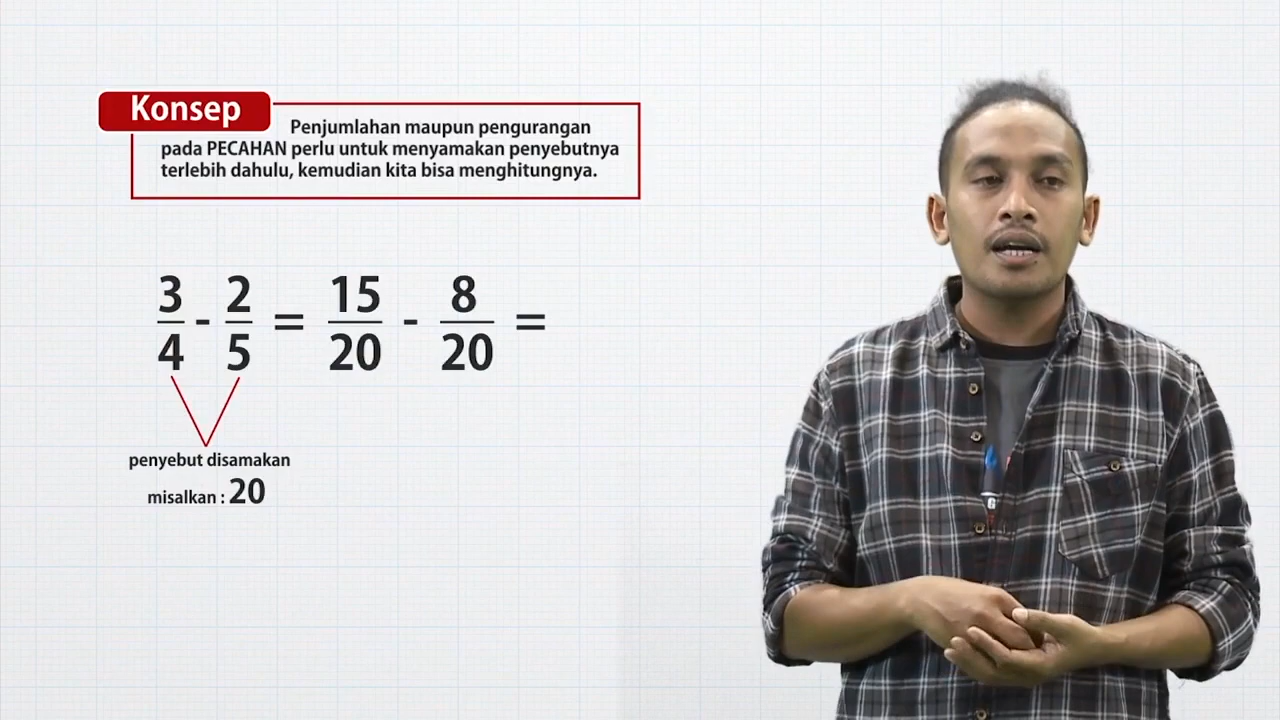 Konsep
Penjumlahan maupun pengurangan
pada PECAHAN perlu untuk menyamakan penyebutnya
terlebih dahulu, kemudian kita bisa menghitungnya.
3/4 - 2/5 = 15/20 - 8/20 =
penyebut disamakan
misalkan : 20